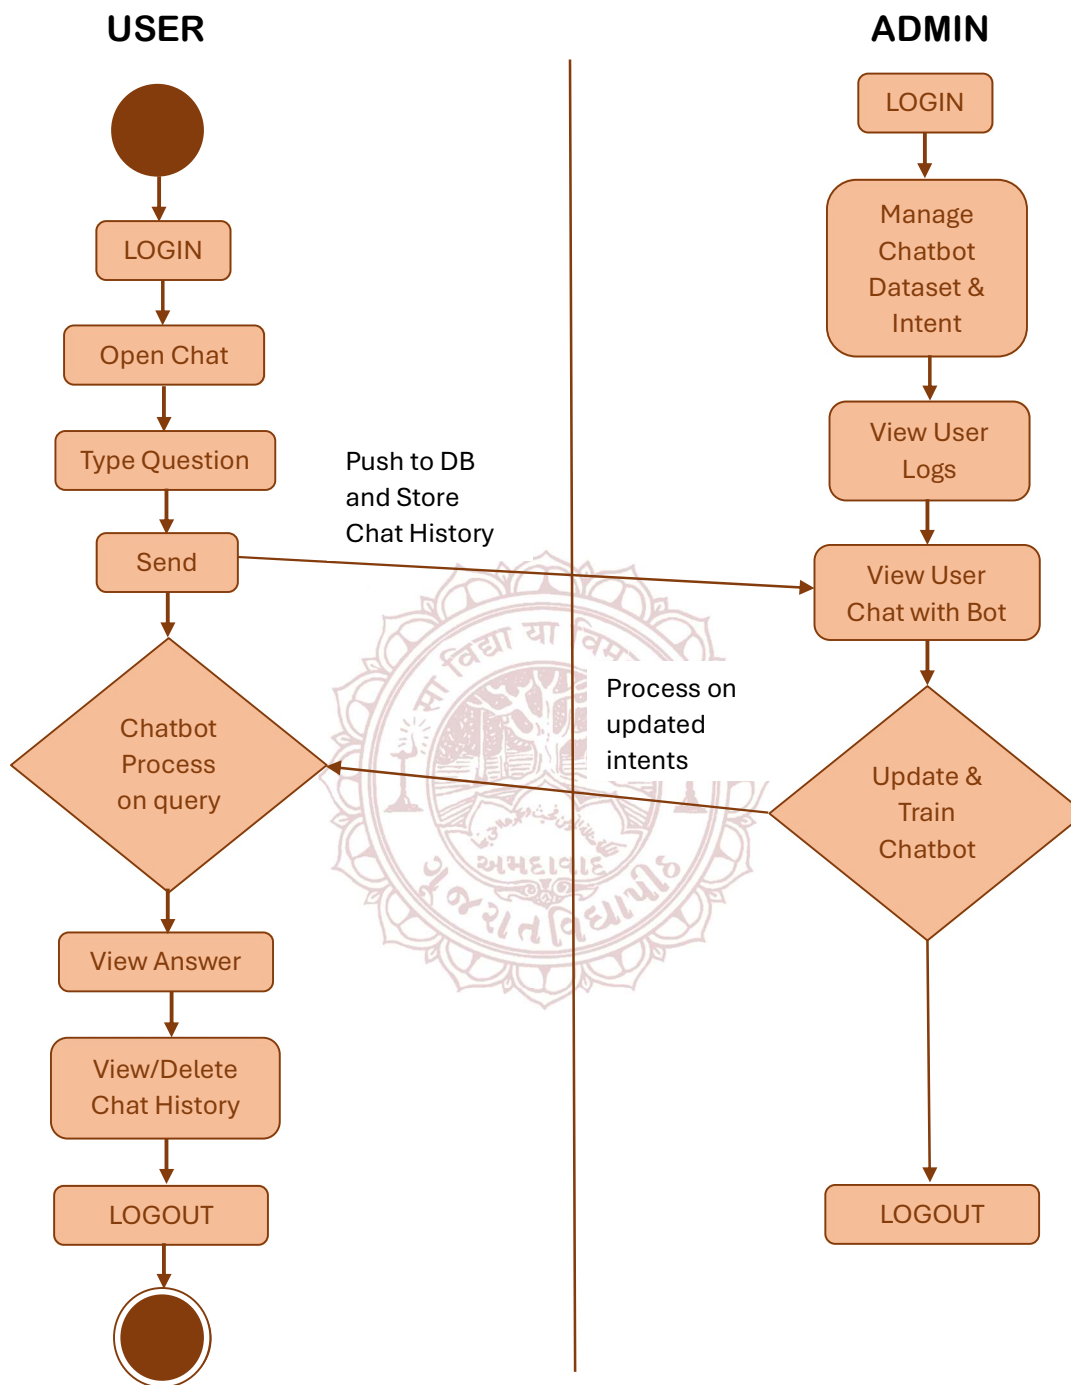 USER
ADMIN
LOGIN
Open Chat
Type Question
Send
Push to DB
and Store
Chat History
Chatbot
Process
on query
View Answer
View/Delete
Chat History
LOGOUT
LOGIN
Manage
Chatbot
Dataset &
Intent
View User
Logs
View User
Chat with Bot
Process on
updated
intents
Update &
Train
Chatbot
LOGOUT
सा विद्या या
અમદાવાદ
ગૂજરાત વિદ્યાપીઠ